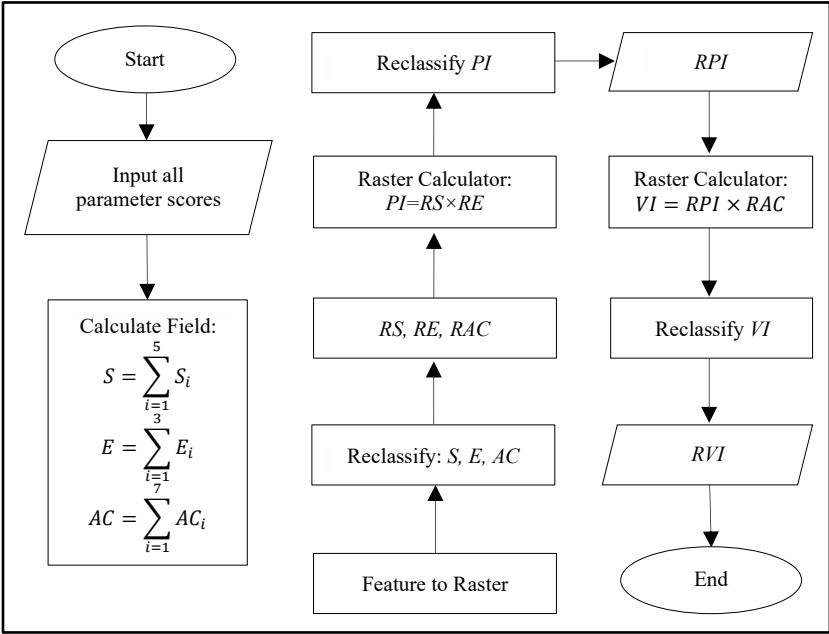 Start
Input all
parameter scores
Calculate Field:
𝑆 = ∑_{𝑖=1}^{5} 𝑆_𝑖
𝐸 = ∑_{𝑖=1}^{3} 𝐸_𝑖
𝐴𝐶 = ∑_{𝑖=1}^{7} 𝐴𝐶_𝑖
Feature to Raster
Reclassify: S, E, AC
RS, RE, RAC
Raster Calculator:
PI=RS×RE
Reclassify PI
RPI
Raster Calculator:
𝑉𝐼 = 𝑅𝑃𝐼 × 𝑅𝐴𝐶
Reclassify VI
RVI
End